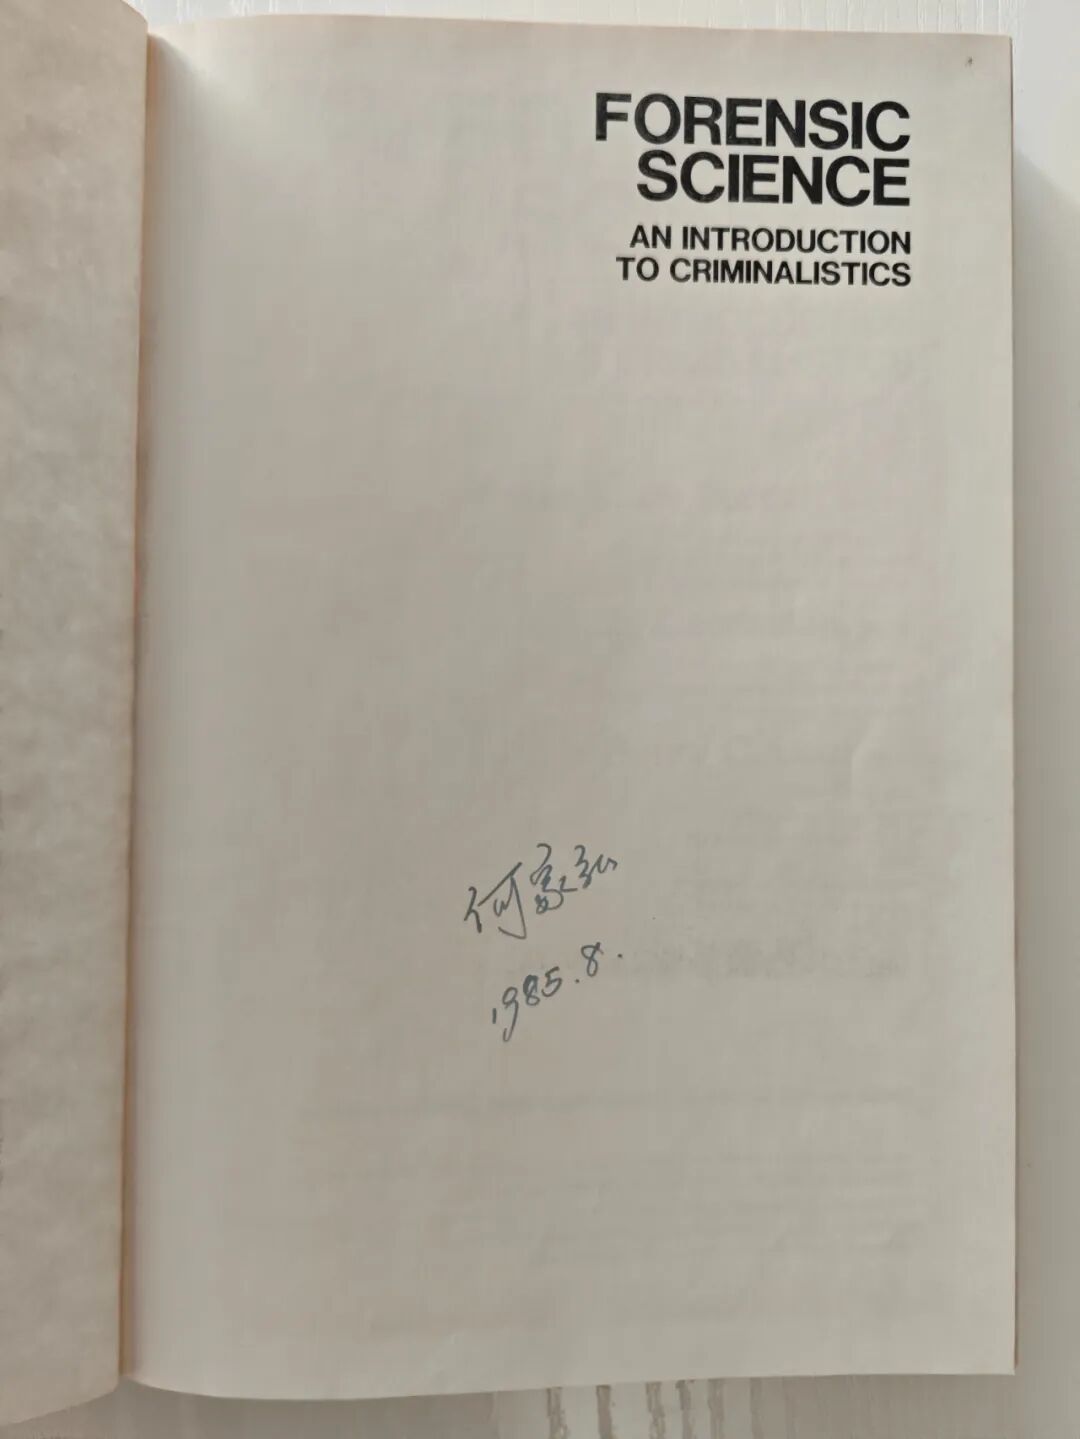 FORENSIC
SCIENCE
AN INTRODUCTION
TO CRIMINALISTICS
何家弘
1985.8.